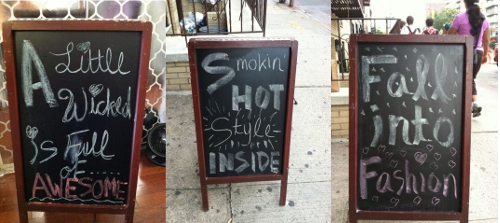 A Little
Wicked
is Full
of
AWESOME
Smokin'
HOT
Style
INSIDE
Fall
into
Fashion